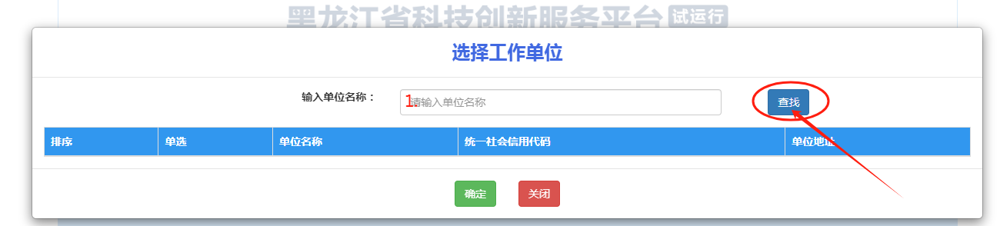 黑龙江省科技创新服务平台 试运行
选择工作单位
输入单位名称： 1. 请输入单位名称 查找
排序 单选 单位名称 统一社会信用代码 单位地址
确定 关闭